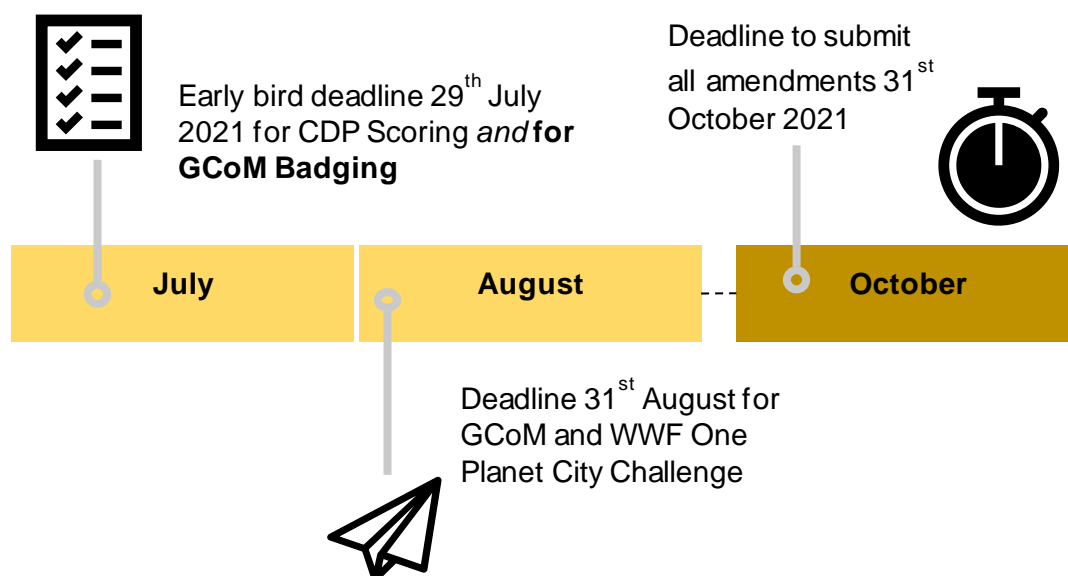 Early bird deadline 29th July
2021 for CDP Scoring and for
GCoM Badging
Deadline to submit
all amendments 31st
October 2021
July
August
October
Deadline 31st August for
GCoM and WWF One
Planet City Challenge